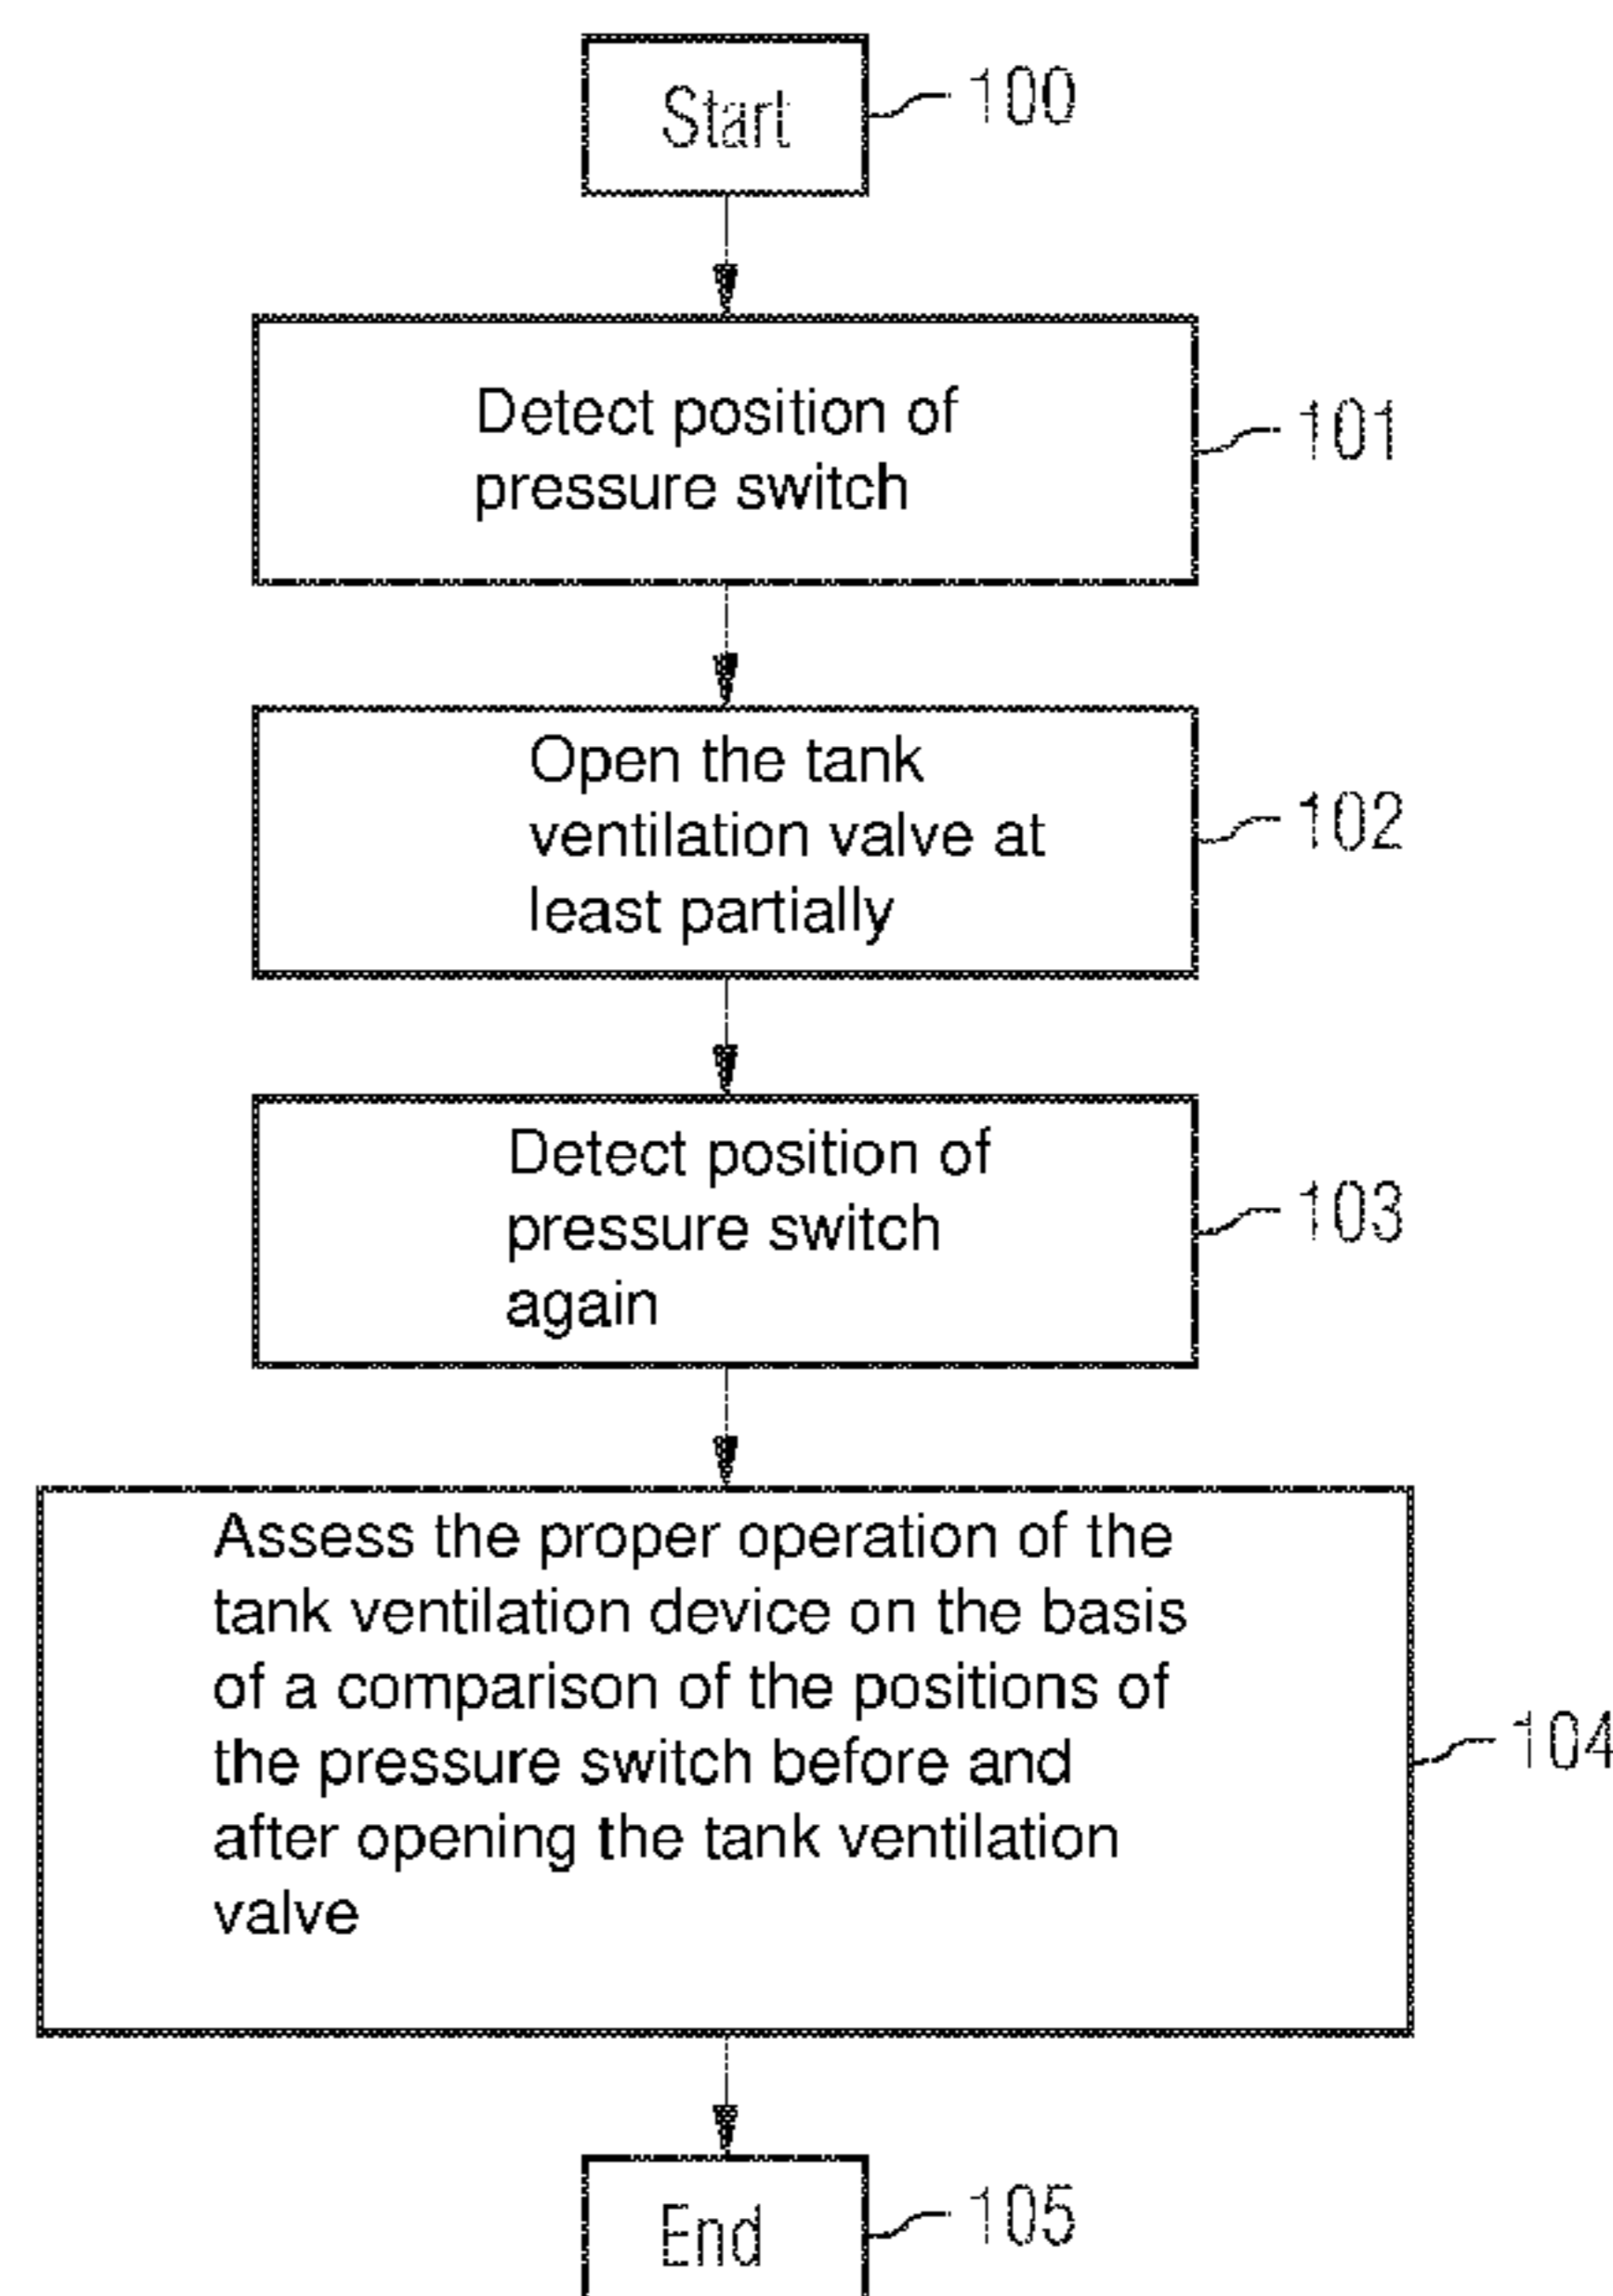 Start
100
Detect position of
pressure switch
101
Open the tank
ventilation valve at
least partially
102
Detect position of
pressure switch
again
103
Assess the proper operation of the
tank ventilation device on the basis
of a comparison of the positions of
the pressure switch before and
after opening the tank ventilation
valve
104
End
105